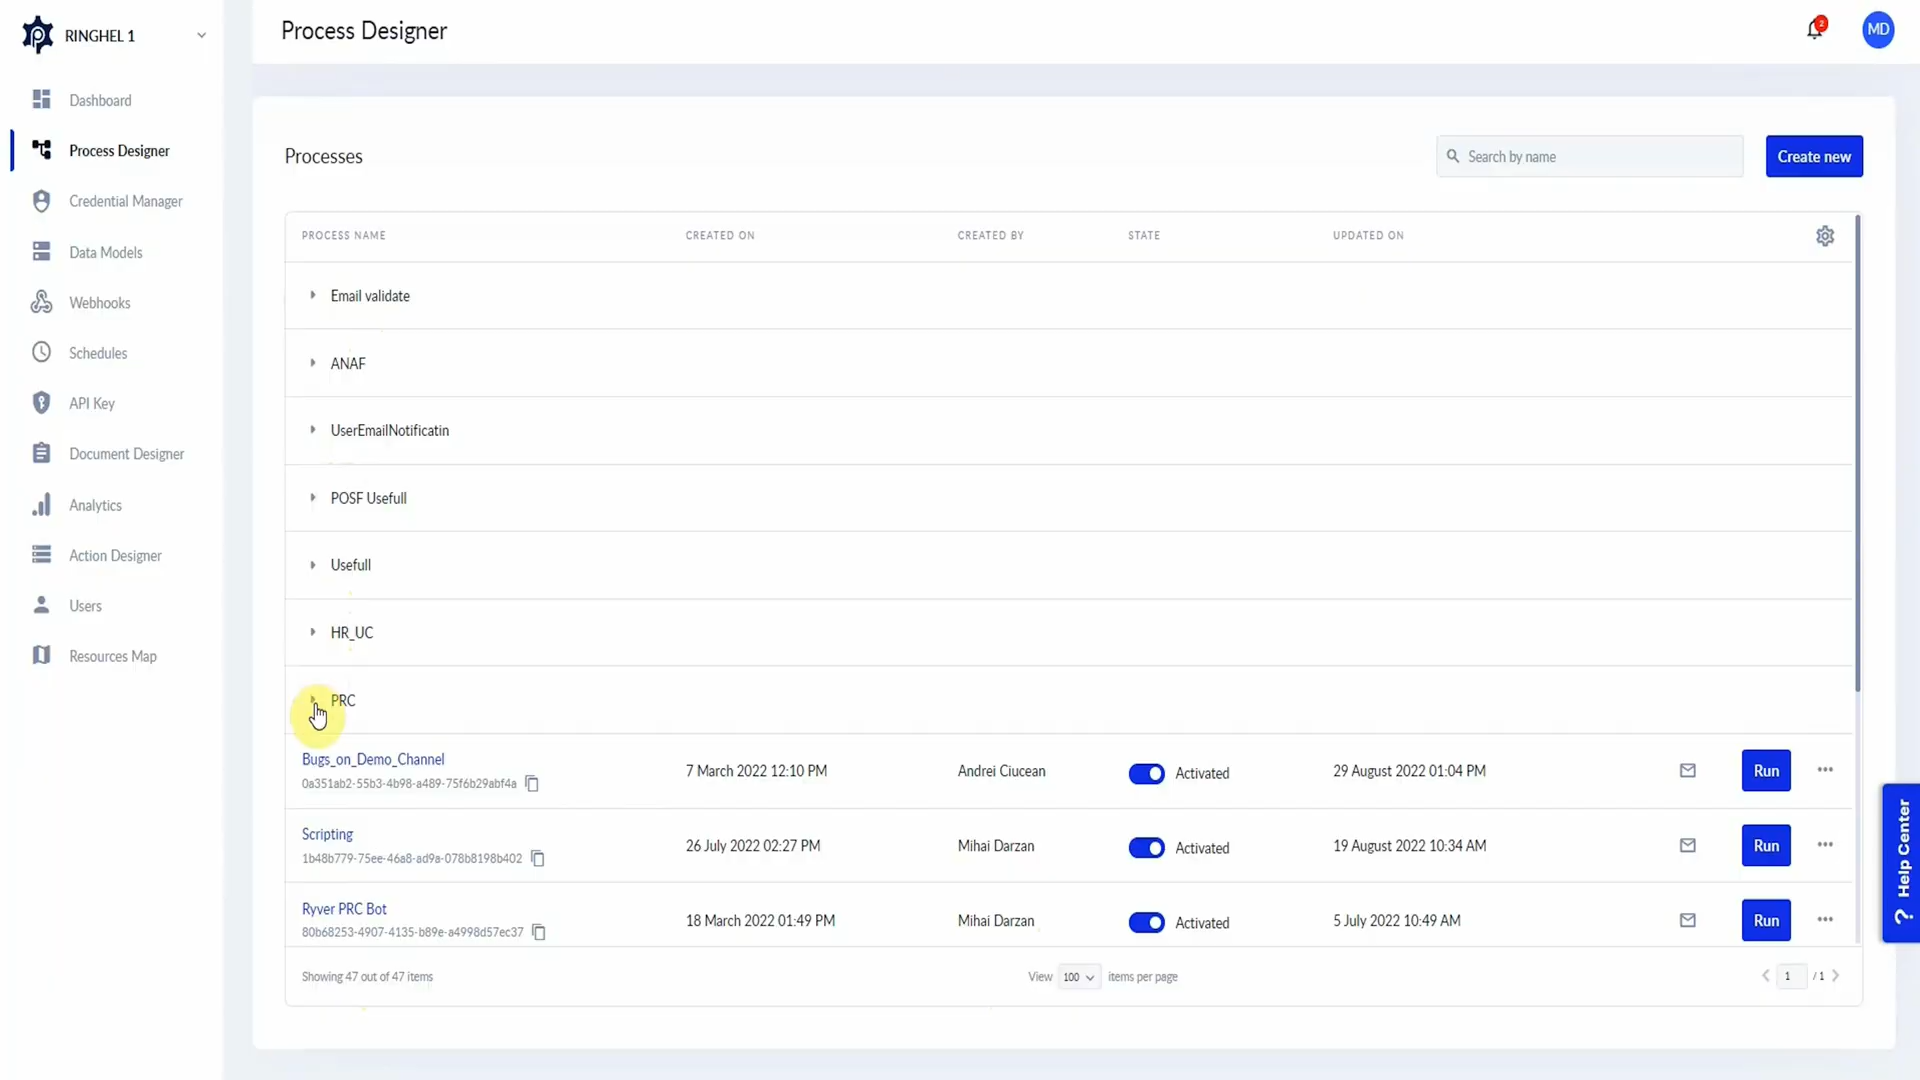 RINGHEL 1
Process Designer
2
MD
Dashboard
Process Designer
Credential Manager
Data Models
Webhooks
Schedules
API Key
Document Designer
Analytics
Action Designer
Users
Resources Map
Processes
Search by name
Create new
PROCESS NAME CREATED ON CREATED BY STATE UPDATED ON
Email validate
ANAF
UserEmailNotificatin
POSF Usefull
Usefull
HR_UC
PRC
Bugs_on_Demo_Channel
0a351ab2-55b3-4b98-a489-75f6b29abf4a
7 March 2022 12:10 PM Andrei Ciucean Activated 29 August 2022 01:04 PM Run
Scripting
1b48b779-75ee-46a8-ad9a-078b8198b402
26 July 2022 02:27 PM Mihai Darzan Activated 19 August 2022 10:34 AM Run
Ryver PRC Bot
80b68253-4907-4135-b89e-a4998d57ec37
18 March 2022 01:49 PM Mihai Darzan Activated 5 July 2022 10:49 AM Run
Showing 47 out of 47 items
View 100 items per page
1 / 1
? Help Center